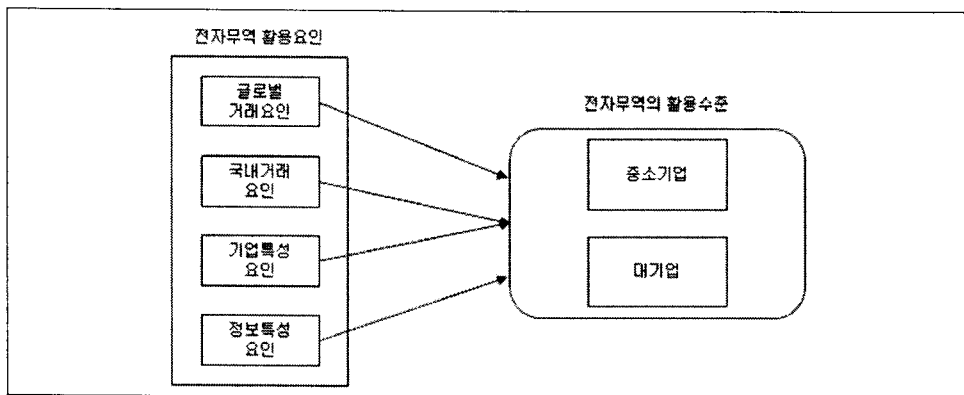 전자무역 활용요인
글로벌
거래요인
국내거래
요인
기업특성
요인
정보특성
요인
전자무역의 활용수준
중소기업
대기업